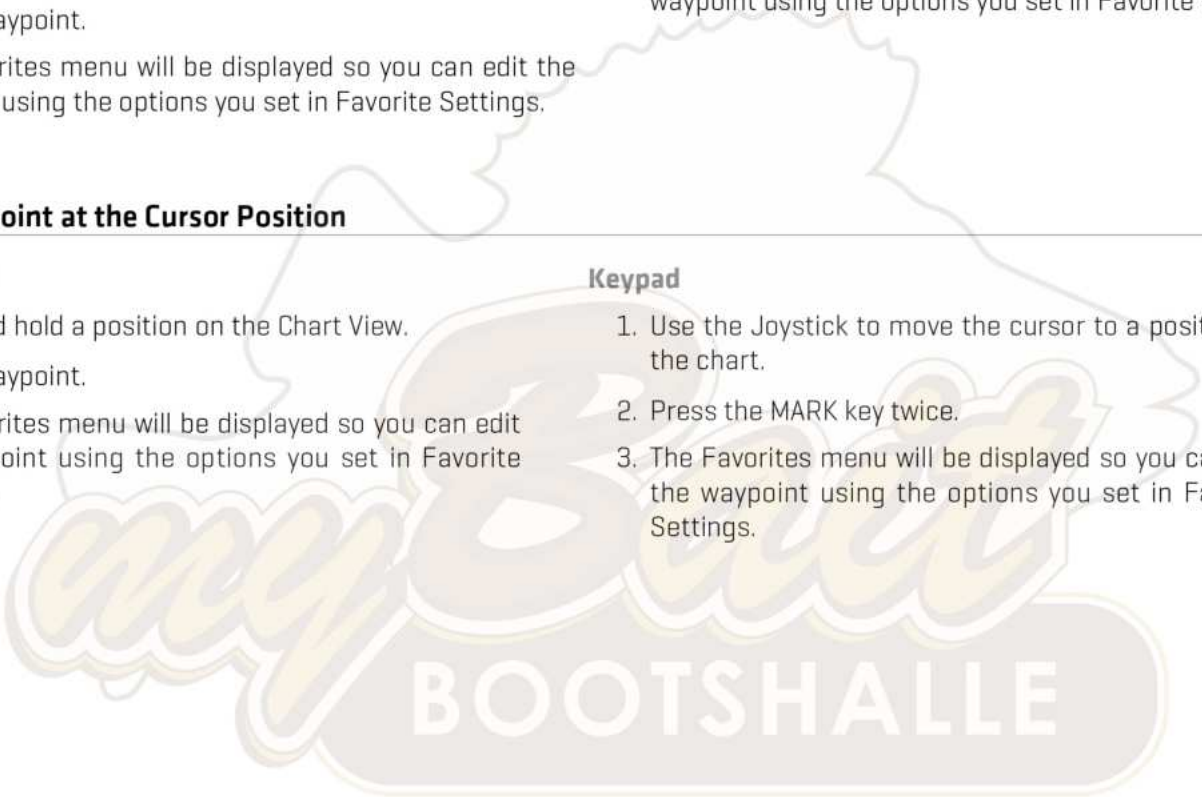 aypoint.
rites menu will be displayed so you can edit the
using the options you set in Favorite Settings.
waypoint using the options you set in Favorite
oint at the Cursor Position
d hold a position on the Chart View.
aypoint.
rites menu will be displayed so you can edit
oint using the options you set in Favorite
Keypad
1. Use the Joystick to move the cursor to a posit
the chart.
2. Press the MARK key twice.
3. The Favorites menu will be displayed so you ca
the waypoint using the options you set in Fa
Settings.
myBait
BOOTSHALLE